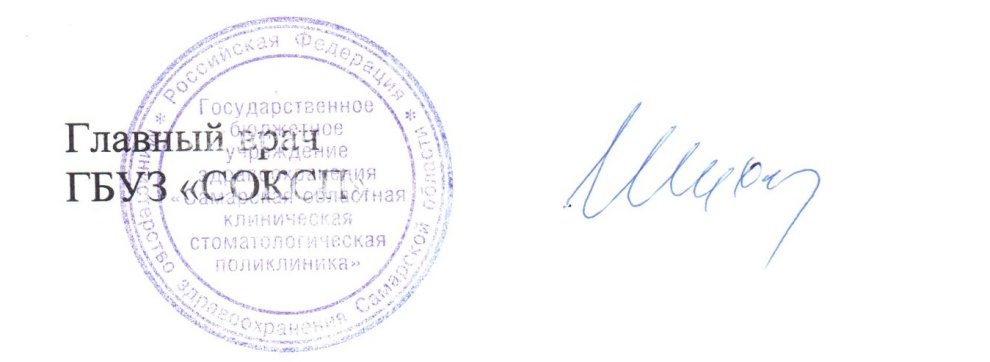 Главный врач
ГБУЗ «СОКСП»
Российская Федерация * Министерство здравоохранения Самарской области *
Государственное
бюджетное
учреждение
здравоохранения
«Самарская областная
клиническая
стоматологическая
поликлиника»